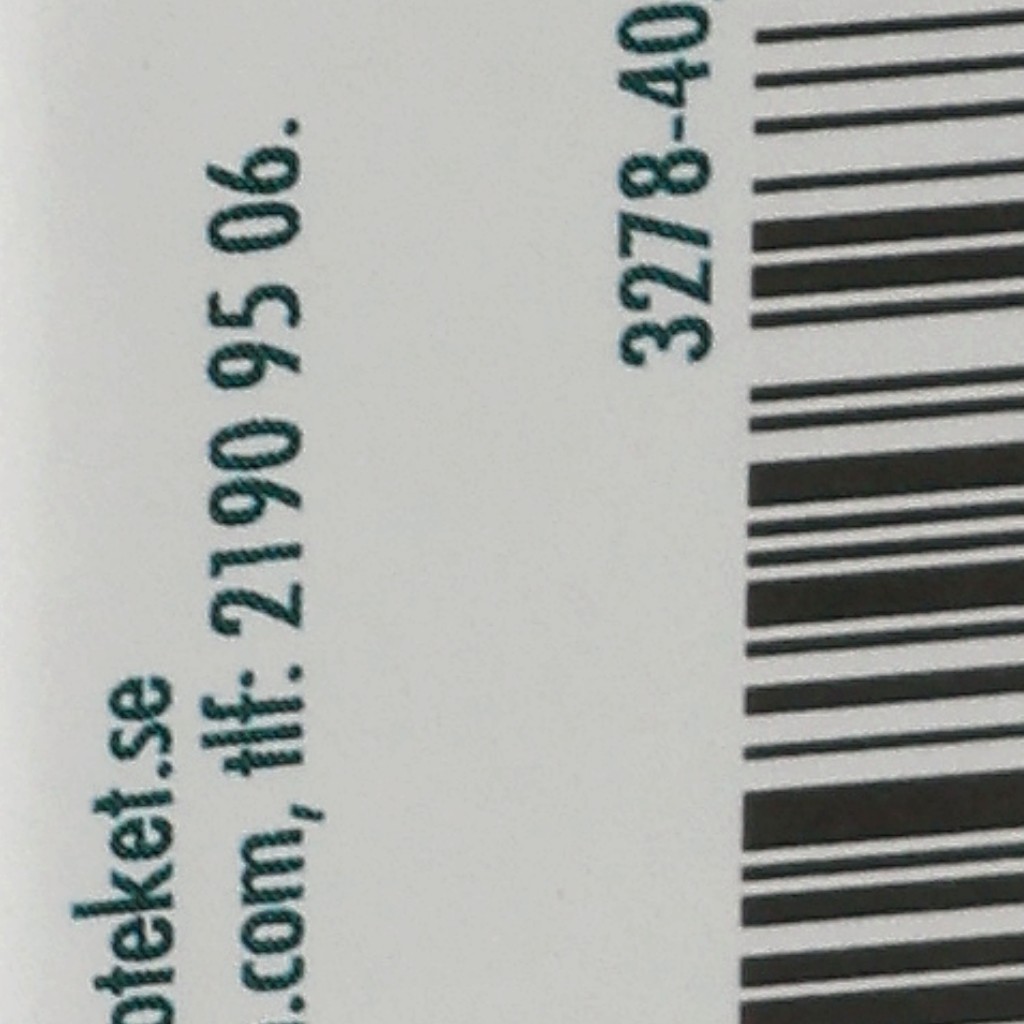 oteket.se
.com, tlf: 2190 95 06.
3278-40